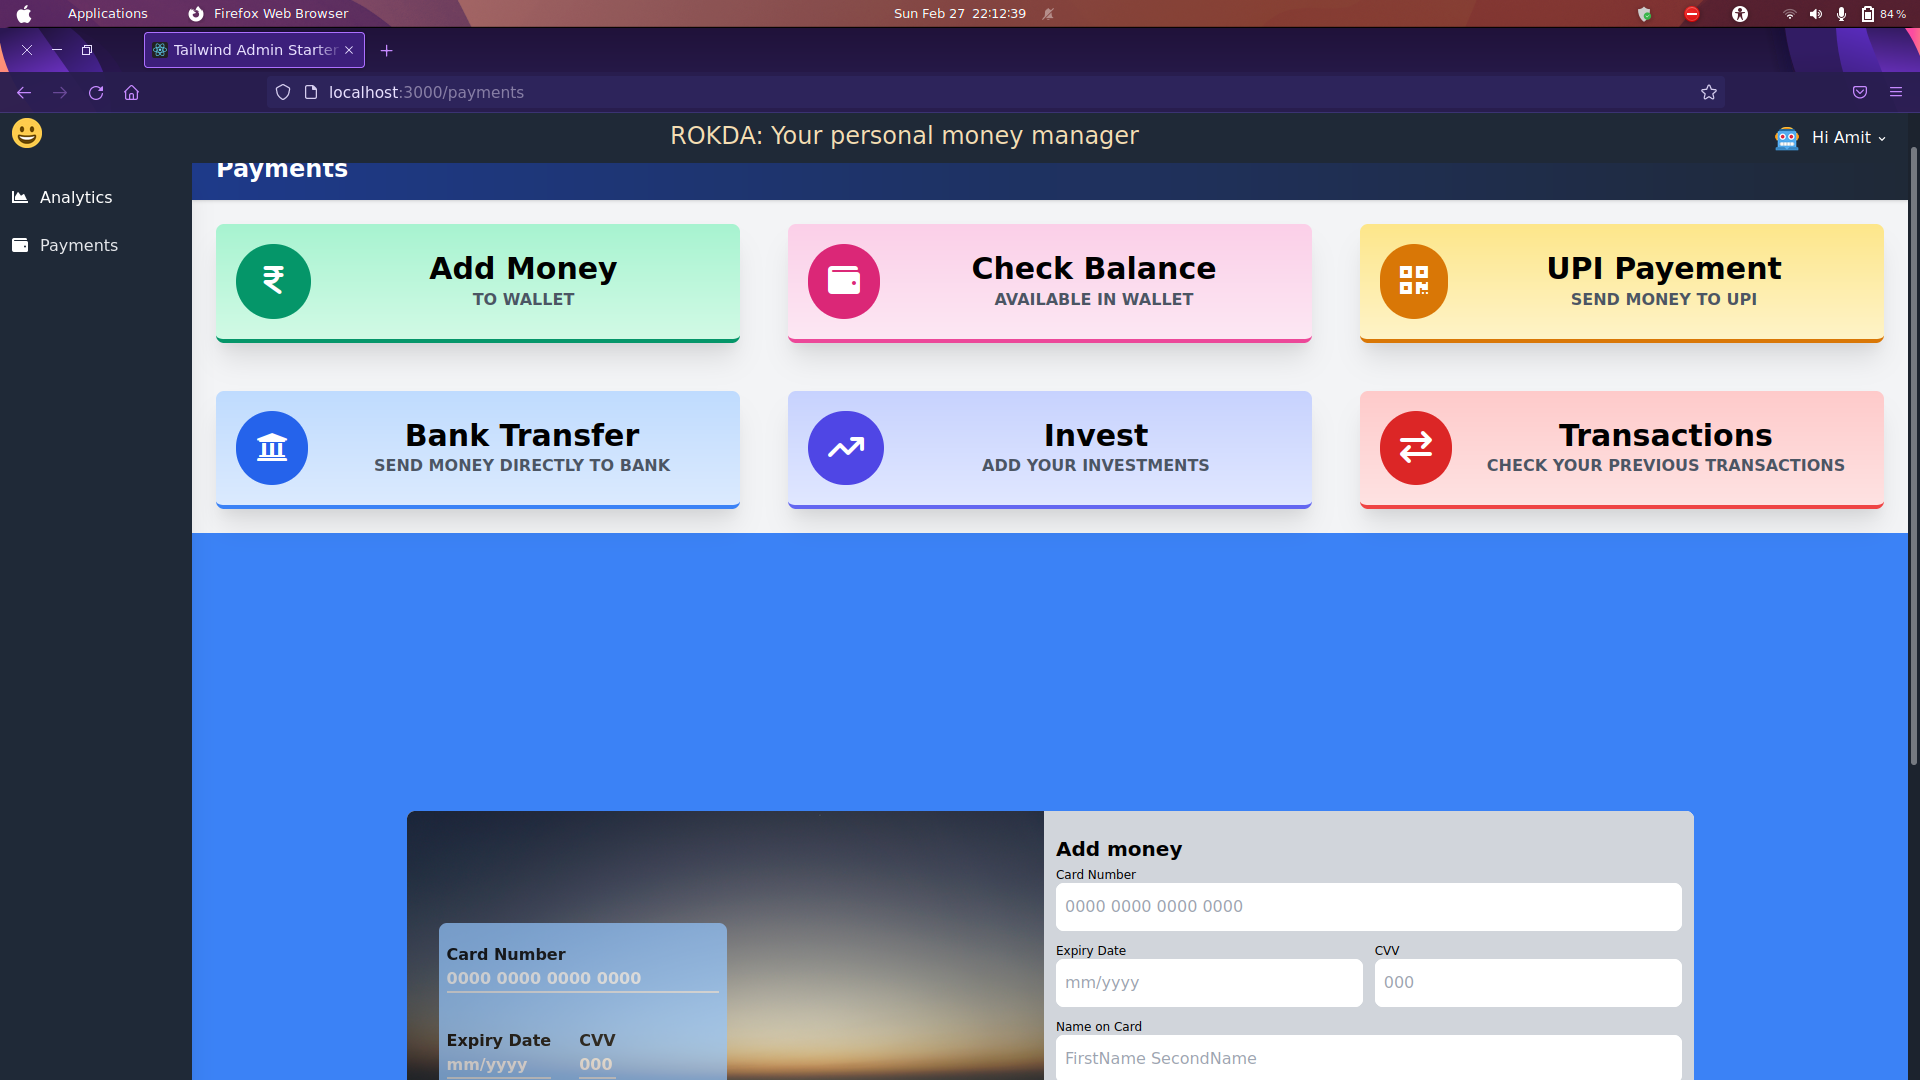 Applications Firefox Web Browser Sun Feb 27 22:12:39 84%
Tailwind Admin Starter
localhost:3000/payments
ROKDA: Your personal money manager Hi Amit
Payments
Analytics
Payments
Add Money
TO WALLET
Check Balance
AVAILABLE IN WALLET
UPI Payement
SEND MONEY TO UPI
Bank Transfer
SEND MONEY DIRECTLY TO BANK
Invest
ADD YOUR INVESTMENTS
Transactions
CHECK YOUR PREVIOUS TRANSACTIONS
Card Number
0000 0000 0000 0000
Expiry Date CVV
mm/yyyy 000
Add money
Card Number
0000 0000 0000 0000
Expiry Date CVV
mm/yyyy 000
Name on Card
FirstName SecondName